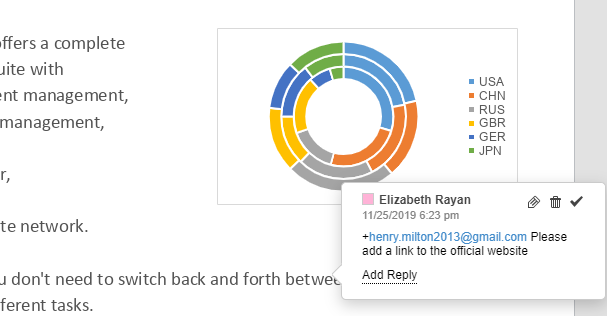 offers a complete
uite with
ent management,
management,
r,
te network.
u don't need to switch back and forth betwe
ferent tasks.
USA
CHN
RUS
GBR
GER
JPN
Elizabeth Rayan
11/25/2019 6:23 pm
+henry.milton2013@gmail.com Please
add a link to the official website
Add Reply